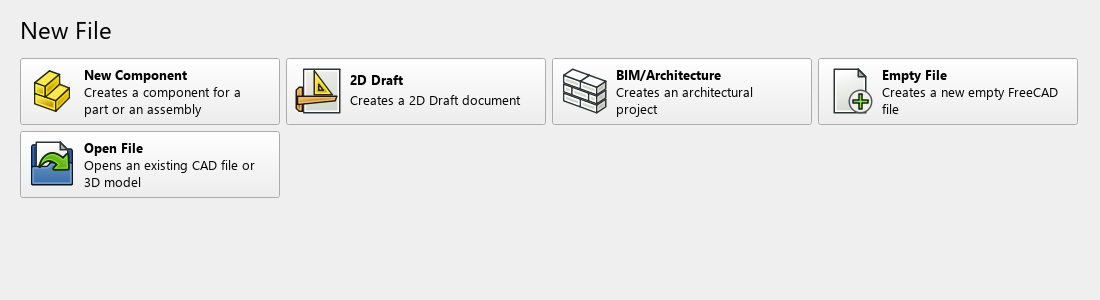 New File
New Component
Creates a component for a
part or an assembly
2D Draft
Creates a 2D Draft document
BIM/Architecture
Creates an architectural
project
Empty File
Creates a new empty FreeCAD
file
Open File
Opens an existing CAD file or
3D model